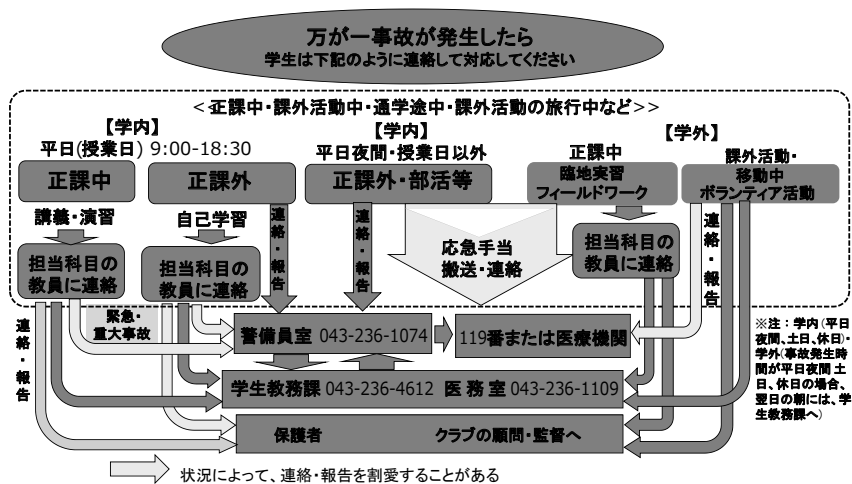 万が一事故が発生したら
学生は下記のように連絡して対応してください
<正課中・課外活動中・通学途中・課外活動の旅行中など>>
【学内】
平日(授業日) 9:00-18:30
【学内】
平日夜間・授業日以外
【学外】
正課中
課外活動・
移動中
ボランティア活動
正課中
正課外
正課外・部活等
臨地実習
フィールドワーク
講義・演習
自己学習
連絡・報告
連絡・報告
応急手当
搬送・連絡
連絡・報告
担当科目の
教員に連絡
担当科目の
教員に連絡
担当科目の
教員に連絡
連絡・報告
緊急・
重大事故
警備員室 043-236-1074
119番または医療機関
※注：学内(平日
夜間、土日、休日)・
学外(事故発生時
間が平日夜間 土
日、休日の場合、
翌日の朝には、学
生教務課へ)
学生教務課 043-236-4612 医務室 043-236-1109
保護者 クラブの顧問・監督へ
状況によって、連絡・報告を割愛することがある